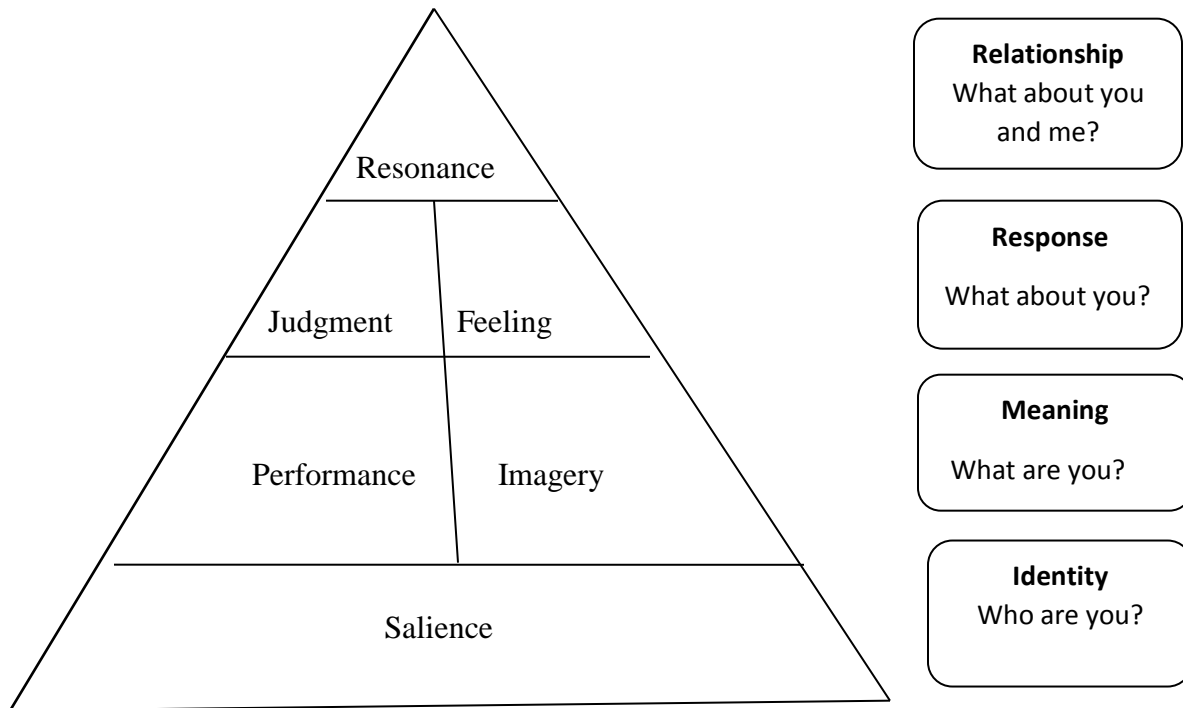 Resonance
Judgment Feeling
Performance Imagery
Salience
Relationship
What about you
and me?
Response
What about you?
Meaning
What are you?
Identity
Who are you?